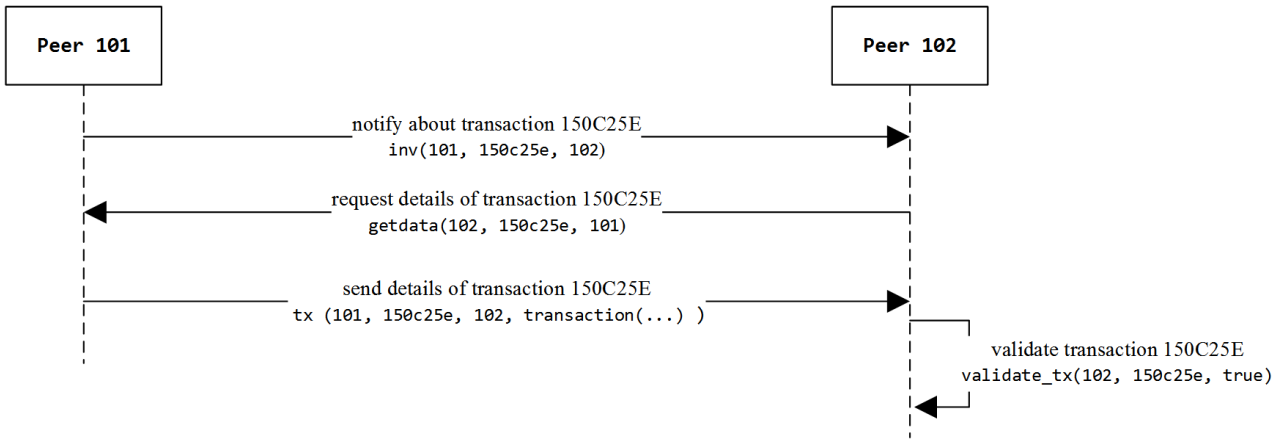 Peer 101
Peer 102
notify about transaction 150C25E
inv(101, 150c25e, 102)
request details of transaction 150C25E
getdata(102, 150c25e, 101)
send details of transaction 150C25E
tx (101, 150c25e, 102, transaction(...) )
validate transaction 150C25E
validate_tx(102, 150c25e, true)